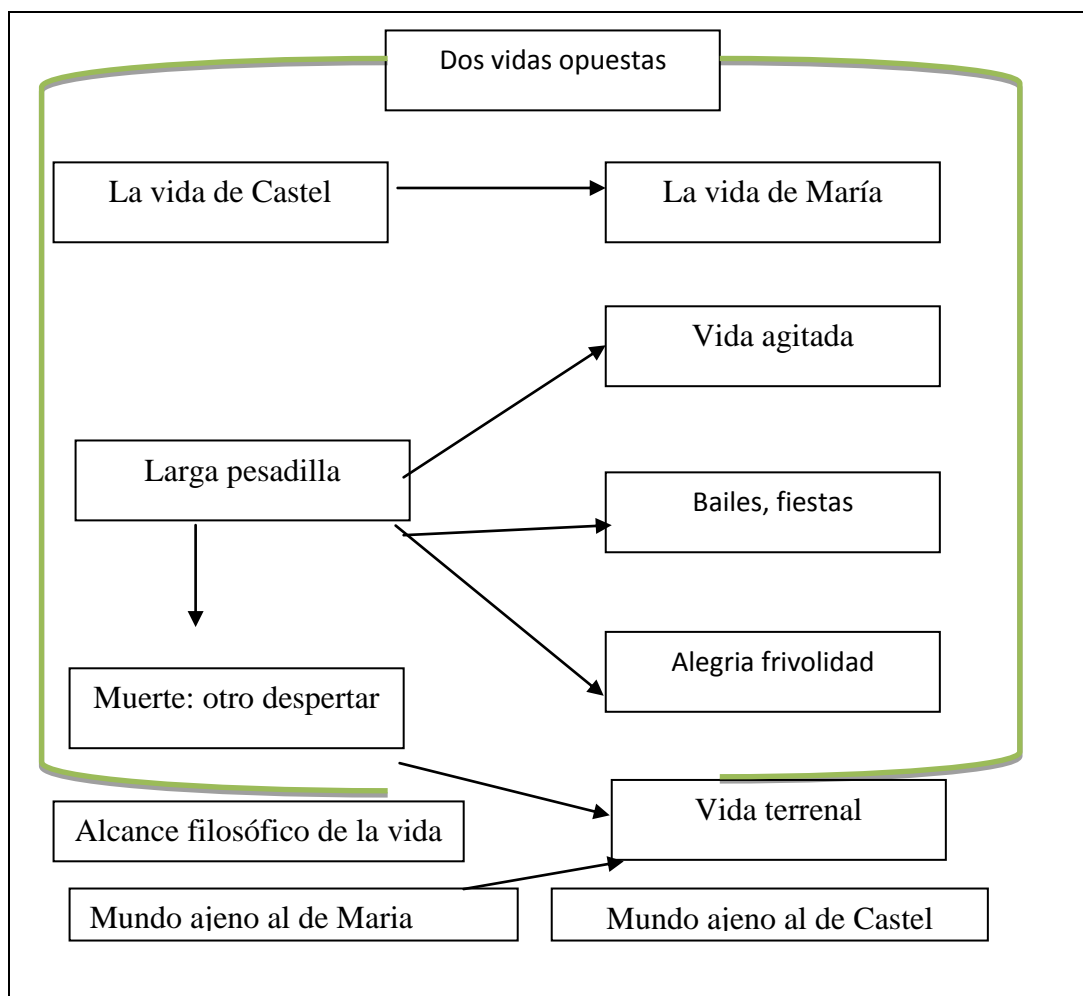 Dos vidas opuestas
La vida de Castel
La vida de María
Vida agitada
Larga pesadilla
Bailes, fiestas
Alegria frivolidad
Muerte: otro despertar
Vida terrenal
Alcance filosófico de la vida
Mundo ajeno al de Maria
Mundo ajeno al de Castel